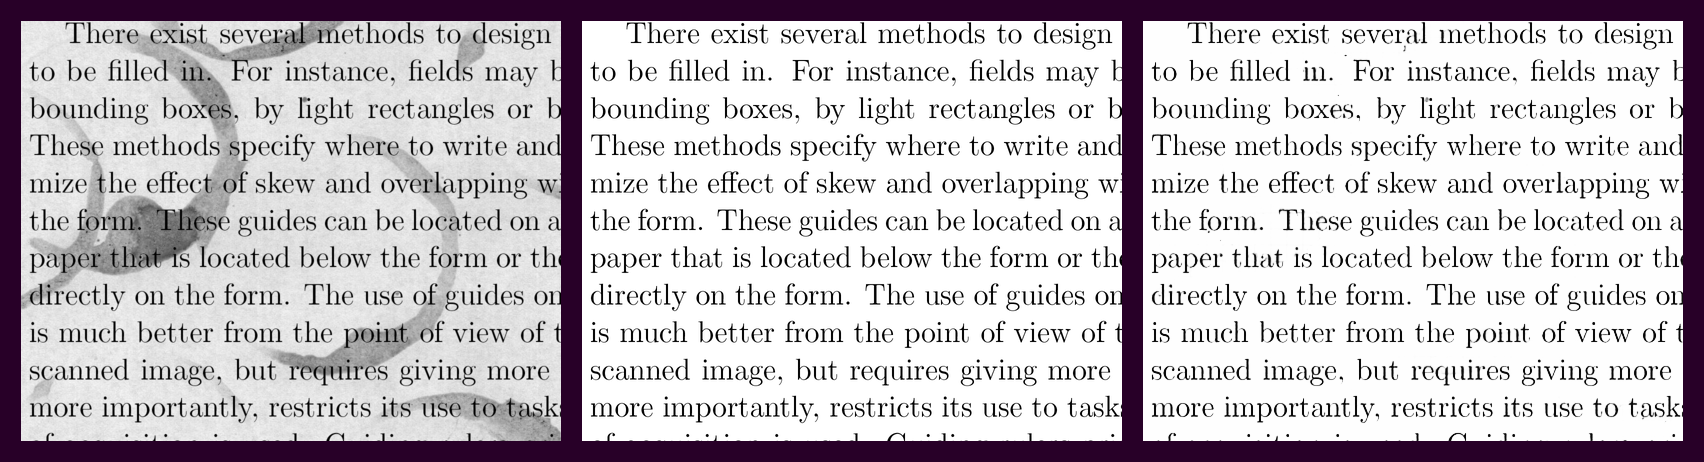 There exist several methods to design
to be filled in. For instance, fields may b
bounding boxes, by light rectangles or b
These methods specify where to write and
mize the effect of skew and overlapping wi
the form. These guides can be located on a
paper that is located below the form or the
directly on the form. The use of guides on
is much better from the point of view of t
scanned image, but requires giving more
more importantly, restricts its use to tasks
There exist several methods to design
to be filled in. For instance, fields may b
bounding boxes, by light rectangles or b
These methods specify where to write and
mize the effect of skew and overlapping wi
the form. These guides can be located on a
paper that is located below the form or the
directly on the form. The use of guides on
is much better from the point of view of t
scanned image, but requires giving more
more importantly, restricts its use to tasks
There exist several methods to design
to be filled in. For instance, fields may b
bounding boxes, by light rectangles or b
These methods specify where to write and
mize the effect of skew and overlapping wi
the form. These guides can be located on a
paper that is located below the form or the
directly on the form. The use of guides on
is much better from the point of view of t
scanned image, but requires giving more
more importantly, restricts its use to tasks